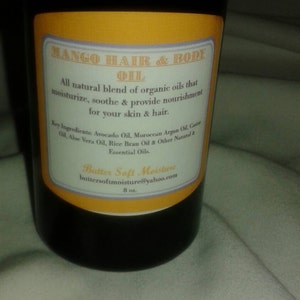 MANGO HAIR & BODY
OIL
All natural blend of organic oils that
moisturize, soothe & provide nourishment
for your skin & hair.
Key Ingredients: Avocado Oil, Moroccan Argan Oil,
Oil, Aloe Vera Oil, Rice Bran Oil & Other Natural &
Essential Oils.
Butter Soft Moisture
buttersoftmoisture@yahoo.com
8 oz.